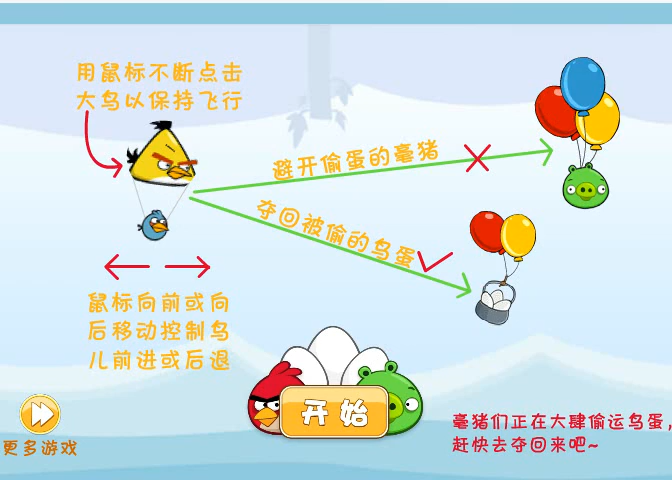 用鼠标不断点击
大鸟以保持飞行
避开偷蛋的毫猪
夺回被偷的鸟蛋
鼠标向前或向
后移动控制鸟
儿前进或后退
开始
更多游戏
毫猪们正在大肆偷运鸟蛋,
赶快去夺回来吧~